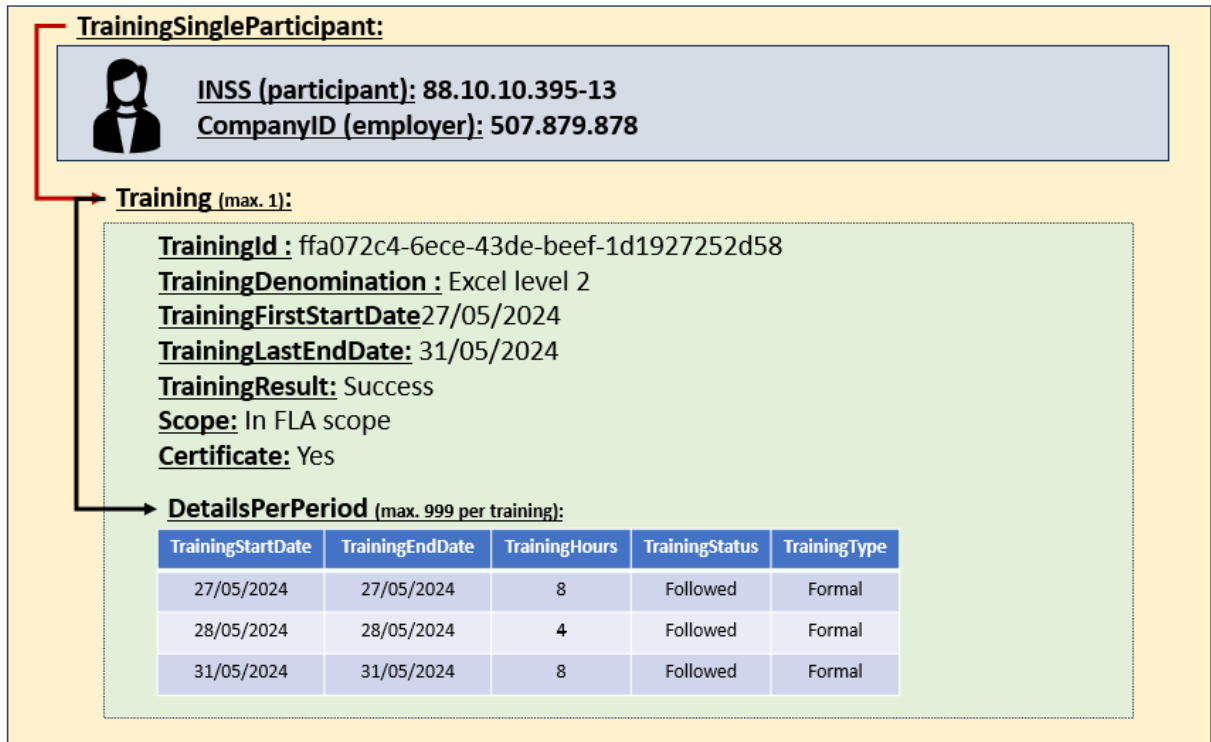 TrainingSingleParticipant:
INSS (participant): 88.10.10.395-13
CompanyID (employer): 507.879.878
Training (max. 1):
TrainingId : ffa072c4-6ece-43de-beef-1d1927252d58
TrainingDenomination : Excel level 2
TrainingFirstStartDate27/05/2024
TrainingLastEndDate: 31/05/2024
TrainingResult: Success
Scope: In FLA scope
Certificate: Yes
DetailsPerPeriod (max. 999 per training):
TrainingStartDate TrainingEndDate TrainingHours TrainingStatus TrainingType
27/05/2024 27/05/2024 8 Followed Formal
28/05/2024 28/05/2024 4 Followed Formal
31/05/2024 31/05/2024 8 Followed Formal